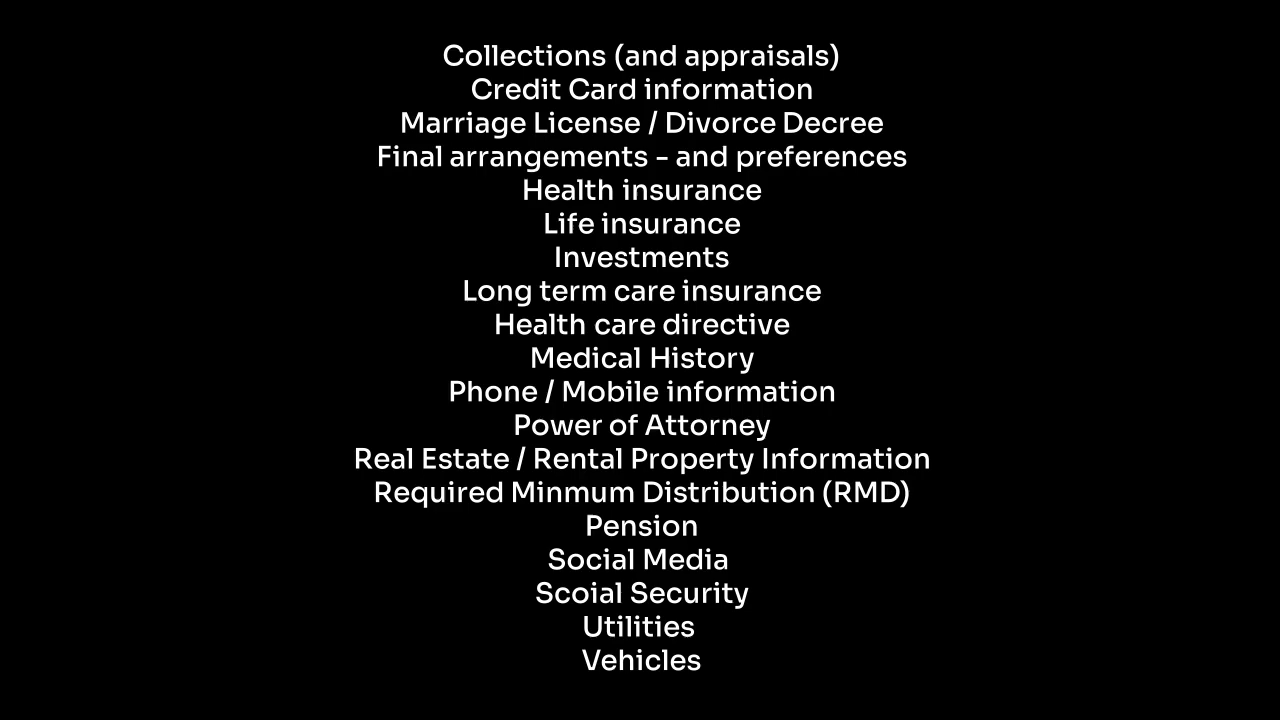 Collections (and appraisals)
Credit Card information
Marriage License / Divorce Decree
Final arrangements - and preferences
Health insurance
Life insurance
Investments
Long term care insurance
Health care directive
Medical History
Phone / Mobile information
Power of Attorney
Real Estate / Rental Property Information
Required Minmum Distribution (RMD)
Pension
Social Media
Scoial Security
Utilities
Vehicles